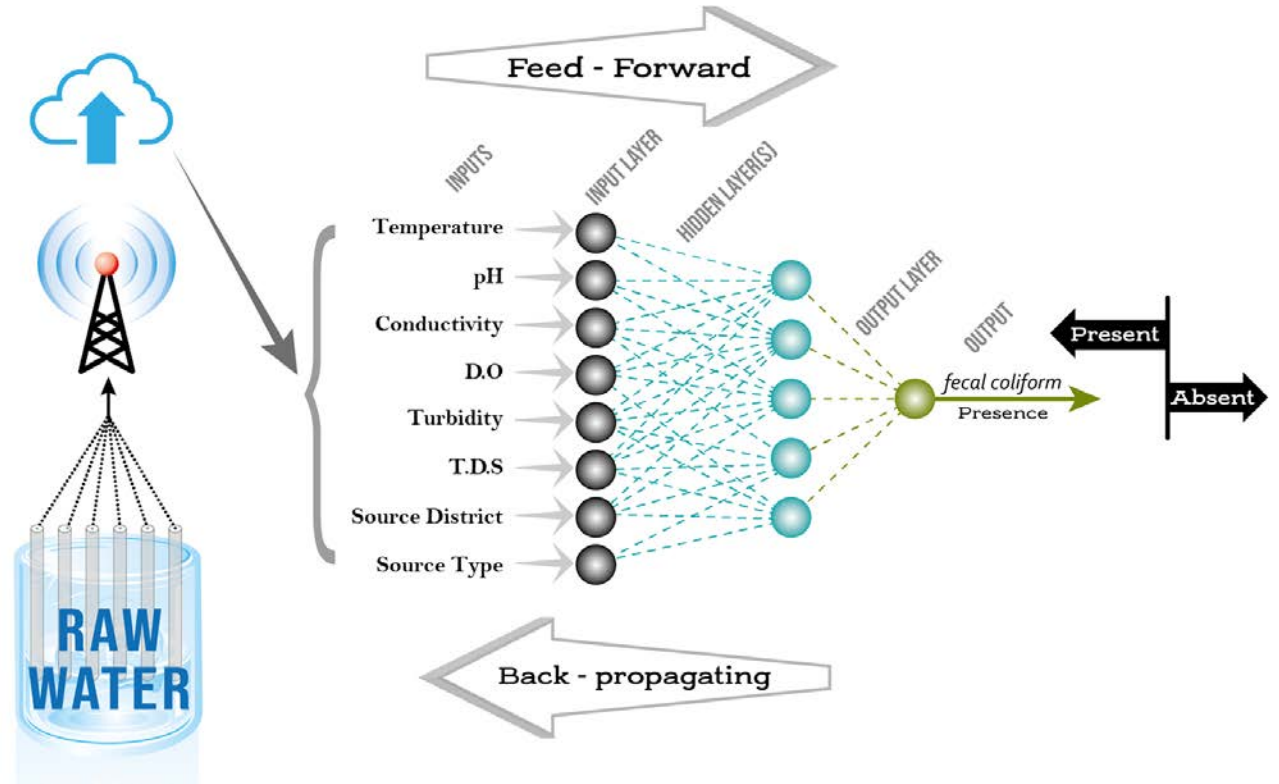 Feed - Forward
INPUTS
INPUT LAYER
HIDDEN LAYER(S)
OUTPUT LAYER
OUTPUT
Temperature
pH
Conductivity
D.O
Turbidity
T.D.S
Source District
Source Type
fecal coliform
Presence
Present
Absent
RAW
WATER
Back - propagating